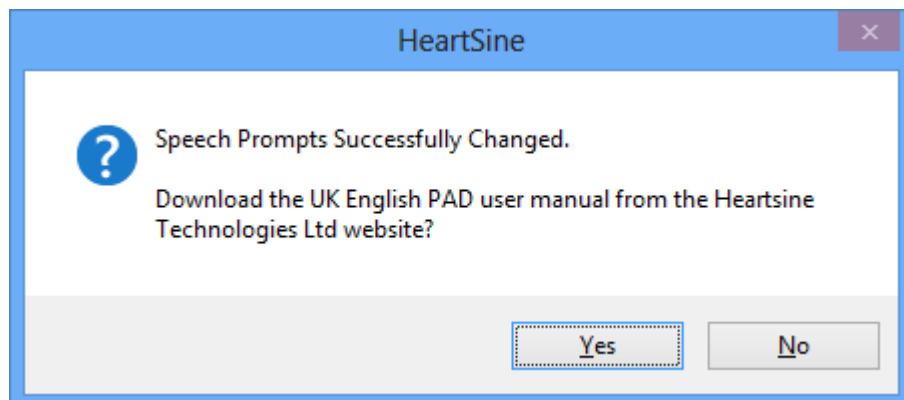 HeartSine
Speech Prompts Successfully Changed.
Download the UK English PAD user manual from the Heartsine
Technologies Ltd website?
Yes
No